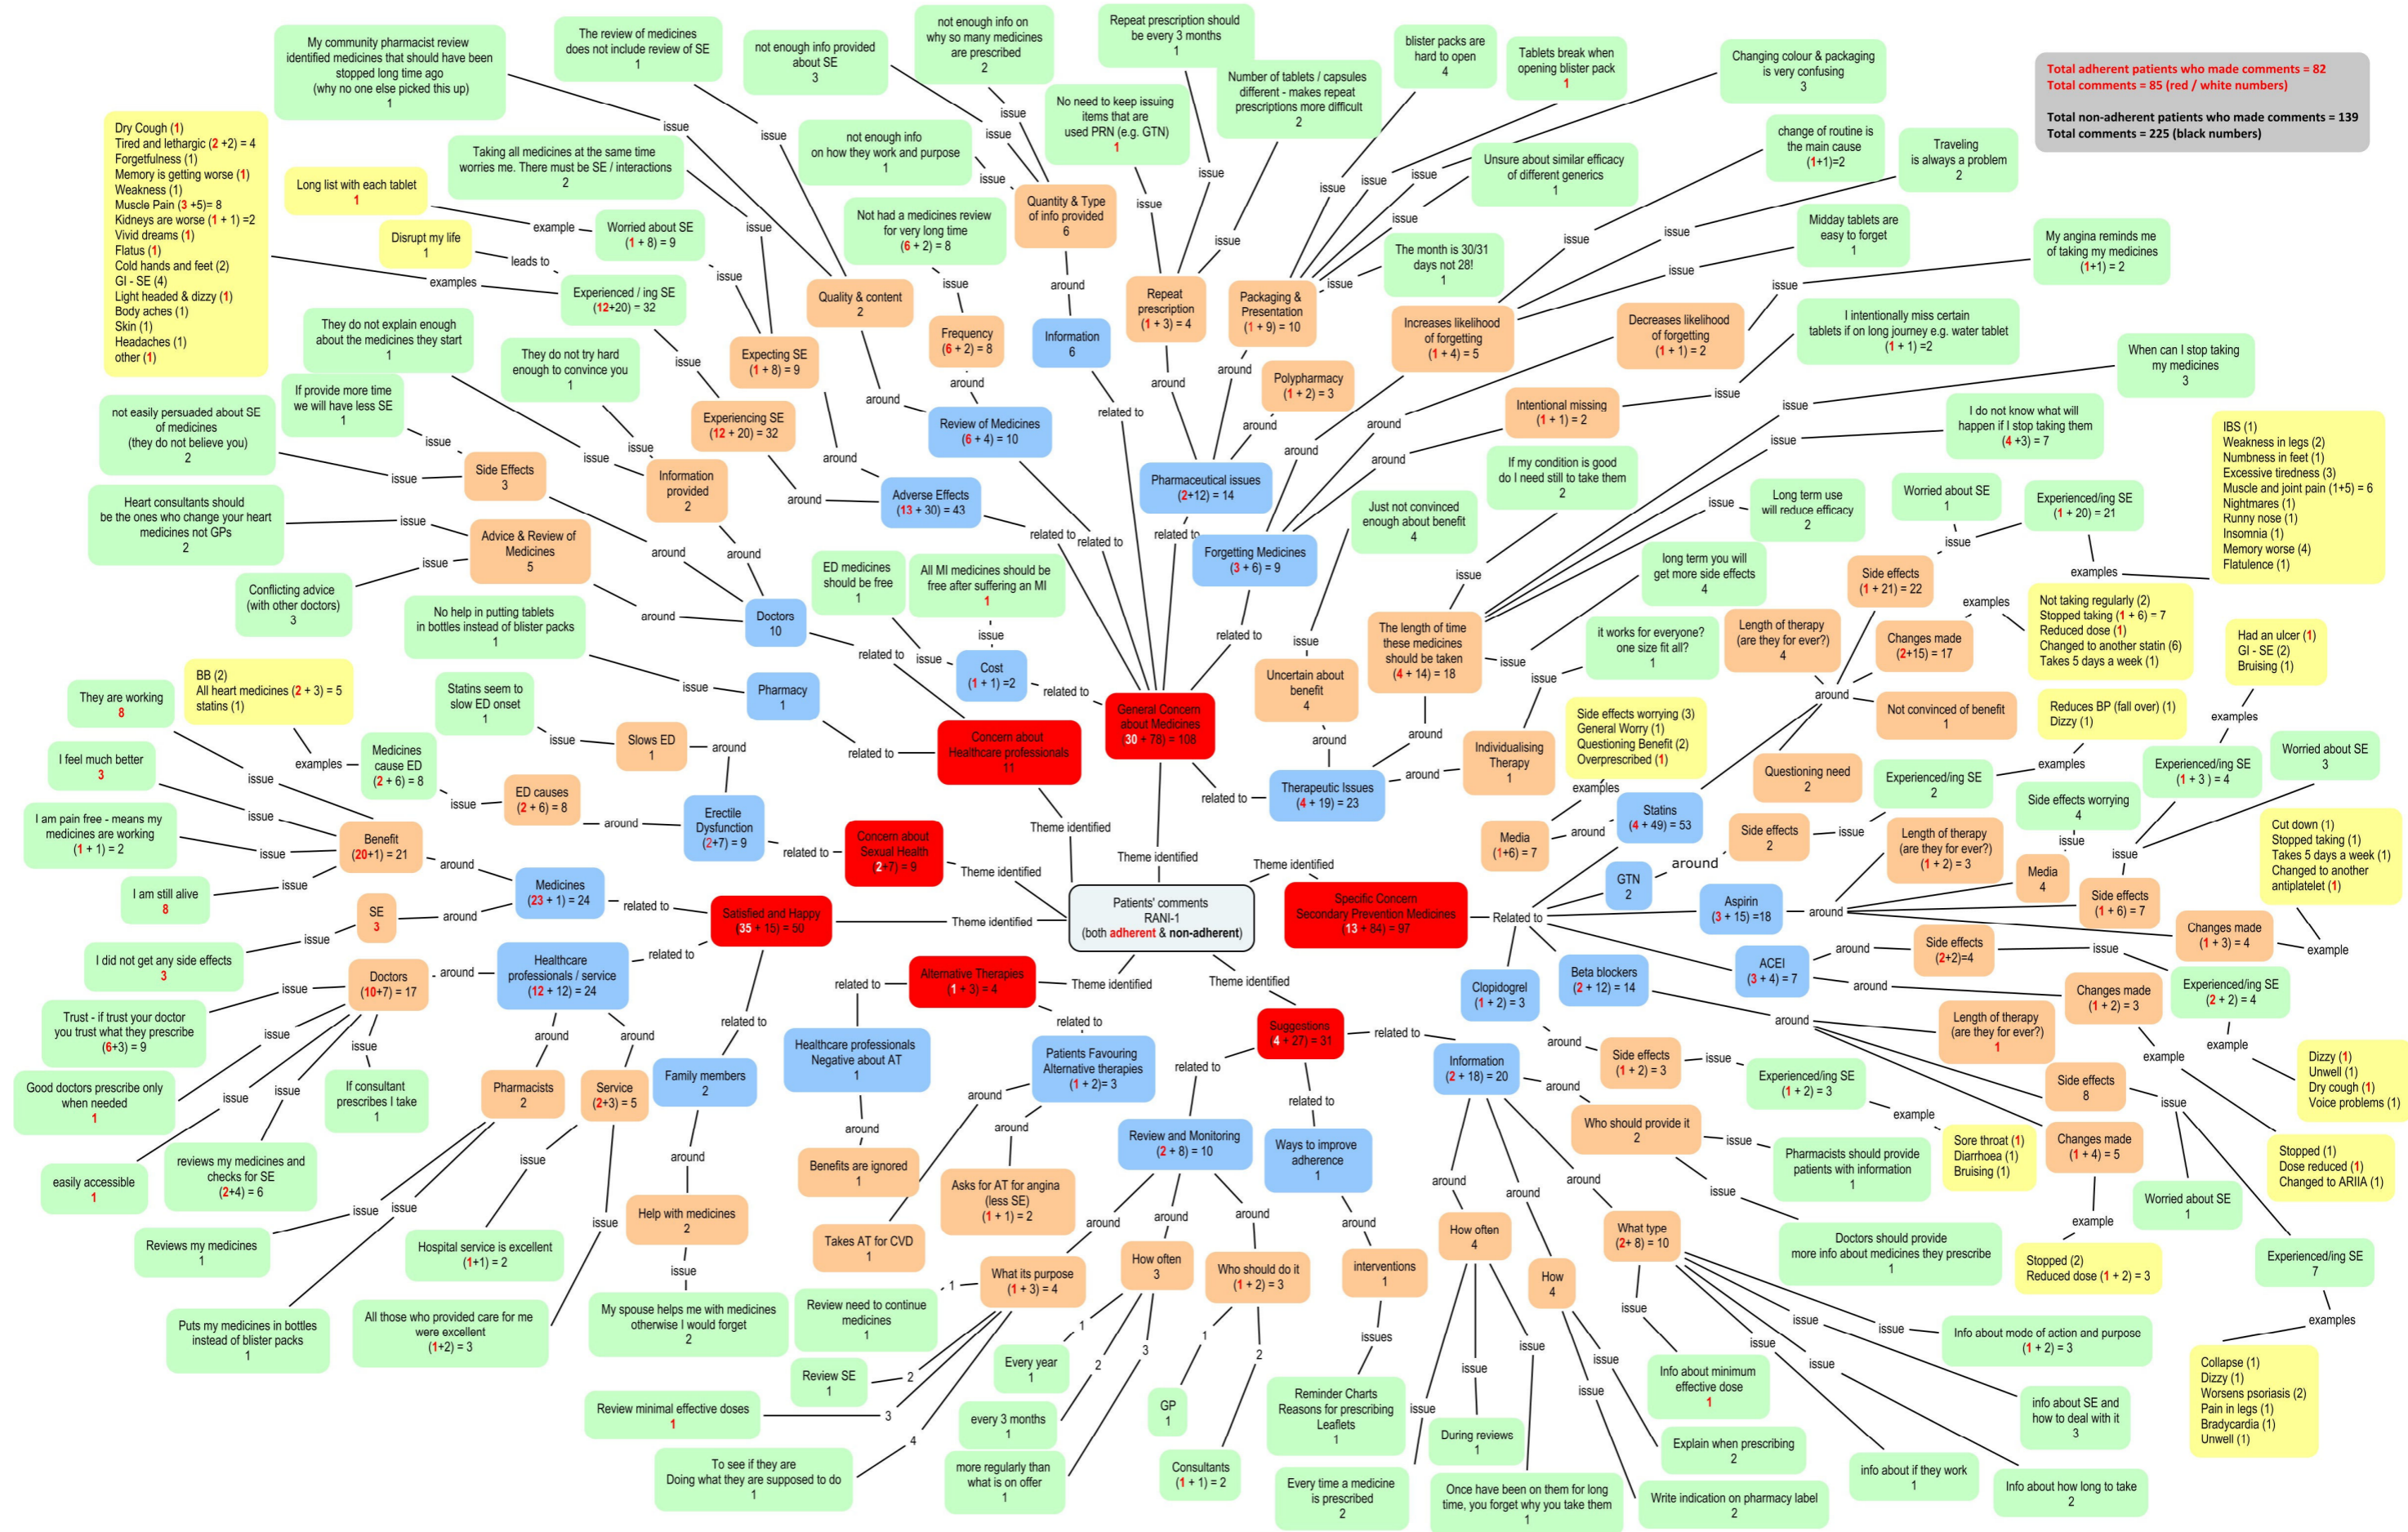 Total adherent patients who made comments = 82
Total comments = 85 (red / white numbers)
Total non-adherent patients who made comments = 139
Total comments = 225 (black numbers)
My community pharmacist review
identified medicines that should have been
stopped long time ago
(why no one else picked this up)
1
The review of medicines
does not include review of SE
1
not enough info provided
about SE
3
not enough info on
why so many medicines
are prescribed
2
Repeat prescription should
be every 3 months
1
Number of tablets / capsules
different - makes repeat
prescriptions more difficult
2
No need to keep issuing
items that are
used PRN (e.g. GTN)
1
blister packs are
hard to open
4
Tablets break when
opening blister pack
1
Changing colour & packaging
is very confusing
3
change of routine is
the main cause
(1+1)=2
Traveling
is always a problem
2
Unsure about similar efficacy
of different generics
1
The month is 30/31
days not 28!
1
Midday tablets are
easy to forget
1
My angina reminds me
of taking my medicines
(1+1) = 2
I intentionally miss certain
tablets if on long journey e.g. water tablet
(1 + 1) =2
When can I stop taking
my medicines
3
I do not know what will
happen if I stop taking them
(4 +3) = 7
Dry Cough (1)
Tired and lethargic (2 +2) = 4
Forgetfulness (1)
Memory is getting worse (1)
Weakness (1)
Muscle Pain (3 +5)= 8
Kidneys are worse (1 + 1) =2
Vivid dreams (1)
Flatus (1)
Cold hands and feet (2)
GI - SE (4)
Light headed & dizzy (1)
Body aches (1)
Skin (1)
Headaches (1)
other (1)
Taking all medicines at the same time
worries me. There must be SE / interactions
2
not enough info
on how they work and purpose
1
Long list with each tablet
1
example
Worried about SE
(1 + 8) = 9
Disrupt my life
1
leads to
examples
Experienced / ing SE
(12+20) = 32
Not had a medicines review
for very long time
(6 + 2) = 8
Quantity & Type
of info provided
6
Quality & content
2
Frequency
(6 + 2) = 8
Information
6
Repeat
prescription
(1 + 3) = 4
Packaging &
Presentation
(1 + 9) = 10
Increases likelihood
of forgetting
(1 + 4) = 5
Decreases likelihood
of forgetting
(1 + 1) = 2
Polypharmacy
(1 + 2) = 3
Intentional missing
(1 + 1) = 2
Expecting SE
(1 + 8) = 9
Experiencing SE
(12 + 20) = 32
Review of Medicines
(6 + 4) = 10
Adverse Effects
(13 + 30) = 43
Pharmaceutical issues
(2+12) = 14
Forgetting Medicines
(3 + 6) = 9
They do not explain enough
about the medicines they start
1
They do not try hard
enough to convince you
1
If provide more time
we will have less SE
1
not easily persuaded about SE
of medicines
(they do not believe you)
2
Side Effects
3
Information
provided
2
Heart consultants should
be the ones who change your heart
medicines not GPs
2
Advice & Review of
Medicines
5
Conflicting advice
(with other doctors)
3
Doctors
10
No help in putting tablets
in bottles instead of blister packs
1
Pharmacy
1
ED medicines
should be free
1
All MI medicines should be
free after suffering an MI
1
Cost
(1 + 1) =2
General Concern
about Medicines
(30 + 78) = 108
Concern about
Healthcare professionals
11
If my condition is good
do I need still to take them
2
Just not convinced
enough about benefit
4
Long term use
will reduce efficacy
2
long term you will
get more side effects
4
it works for everyone?
one size fit all?
1
The length of time
these medicines
should be taken
(4 + 14) = 18
Uncertain about
benefit
4
Individualising
Therapy
1
Therapeutic Issues
(4 + 19) = 23
IBS (1)
Weakness in legs (2)
Numbness in feet (1)
Excessive tiredness (3)
Muscle and joint pain (1+5) = 6
Nightmares (1)
Runny nose (1)
Insomnia (1)
Memory worse (4)
Flatulence (1)
Worried about SE
1
Experienced/ing SE
(1 + 20) = 21
Side effects
(1 + 21) = 22
Length of therapy
(are they for ever?)
4
Changes made
(2+15) = 17
Not taking regularly (2)
Stopped taking (1 + 6) = 7
Reduced dose (1)
Changed to another statin (6)
Takes 5 days a week (1)
Not convinced of benefit
1
Questioning need
2
Side effects worrying (3)
General Worry (1)
Questioning Benefit (2)
Overprescribed (1)
examples
Media
(1+6) = 7
Statins
(4 + 49) = 53
Had an ulcer (1)
GI - SE (2)
Bruising (1)
Reduces BP (fall over) (1)
Dizzy (1)
Experienced/ing SE
2
Side effects
2
GTN
2
Experienced/ing SE
(1 + 3 ) = 4
Worried about SE
3
Side effects worrying
4
Length of therapy
(are they for ever?)
(1 + 2) = 3
Media
4
Side effects
(1 + 6) = 7
Changes made
(1 + 3) = 4
Cut down (1)
Stopped taking (1)
Takes 5 days a week (1)
Changed to another
antiplatelet (1)
Aspirin
(3 + 15) =18
BB (2)
All heart medicines (2 + 3) = 5
statins (1)
Statins seem to
slow ED onset
1
Slows ED
1
Medicines
cause ED
(2 + 6) = 8
ED causes
(2 + 6) = 8
Erectile
Dysfunction
(2+7) = 9
Concern about
Sexual Health
(2+7) = 9
They are working
8
I feel much better
3
I am pain free - means my
medicines are working
(1 + 1) = 2
I am still alive
8
Benefit
(20+1) = 21
SE
3
I did not get any side effects
3
Medicines
(23 + 1) = 24
Satisfied and Happy
(35 + 15) = 50
Theme identified
Patients' comments
RANI-1
(both adherent & non-adherent)
Specific Concern
Secondary Prevention Medicines
(13 + 84) = 97
Related to
Alternative Therapies
(1 + 3) = 4
Suggestions
(4 + 27) = 31
Healthcare
professionals / service
(12 + 12) = 24
Doctors
(10+7) = 17
Trust - if trust your doctor
you trust what they prescribe
(6+3) = 9
Good doctors prescribe only
when needed
1
easily accessible
1
reviews my medicines and
checks for SE
(2+4) = 6
If consultant
prescribes I take
1
Pharmacists
2
Service
(2+3) = 5
Reviews my medicines
1
Puts my medicines in bottles
instead of blister packs
1
Hospital service is excellent
(1+1) = 2
All those who provided care for me
were excellent
(1+2) = 3
Family members
2
Help with medicines
2
My spouse helps me with medicines
otherwise I would forget
2
Healthcare professionals
Negative about AT
1
Benefits are ignored
1
Patients Favouring
Alternative therapies
(1 + 2)= 3
Asks for AT for angina
(less SE)
(1 + 1) = 2
Takes AT for CVD
1
Review and Monitoring
(2 + 8) = 10
What its purpose
(1 + 3) = 4
Review need to continue
medicines
1
Review SE
1
Review minimal effective doses
1
To see if they are
Doing what they are supposed to do
1
How often
3
Every year
1
every 3 months
1
more regularly than
what is on offer
1
Who should do it
(1 + 2) = 3
GP
1
Consultants
(1 + 1) = 2
Ways to improve
adherence
1
interventions
1
issues
Reminder Charts
Reasons for prescribing
Leaflets
1
Information
(2 + 18) = 20
How often
4
Every time a medicine
is prescribed
2
During reviews
1
Once have been on them for long
time, you forget why you take them
1
How
4
Explain when prescribing
2
Write indication on pharmacy label
2
What type
(2+ 8) = 10
Info about minimum
effective dose
1
info about if they work
1
Info about how long to take
2
info about SE and
how to deal with it
3
Info about mode of action and purpose
(1 + 2) = 3
Who should provide it
2
Pharmacists should provide
patients with information
1
Doctors should provide
more info about medicines they prescribe
1
Clopidogrel
(1 + 2) = 3
Side effects
(1 + 2) = 3
Experienced/ing SE
(1 + 2) = 3
Sore throat (1)
Diarrhoea (1)
Bruising (1)
Beta blockers
(2 + 12) = 14
Length of therapy
(are they for ever?)
1
Side effects
8
Changes made
(1 + 4) = 5
Stopped (2)
Reduced dose (1 + 2) = 3
Worried about SE
1
Experienced/ing SE
7
Collapse (1)
Dizzy (1)
Worsens psoriasis (2)
Pain in legs (1)
Bradycardia (1)
Unwell (1)
ACEI
(3 + 4) = 7
Side effects
(2+2)=4
Experienced/ing SE
(2 + 2) = 4
Dizzy (1)
Unwell (1)
Dry cough (1)
Voice problems (1)
Changes made
(1 + 2) = 3
Stopped (1)
Dose reduced (1)
Changed to ARIIA (1)